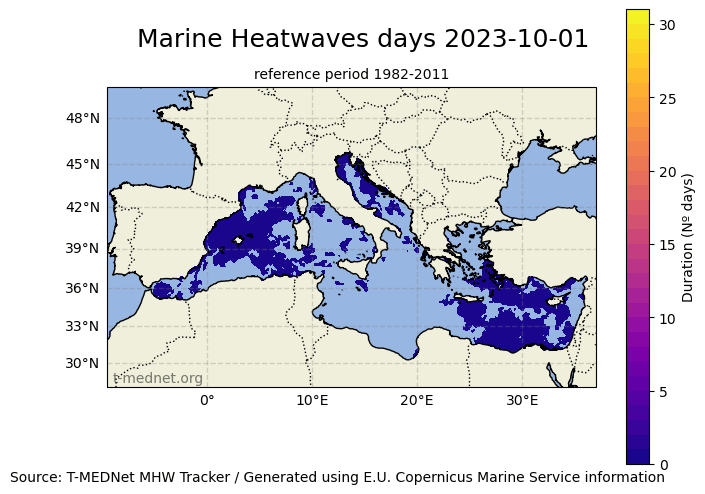 Marine Heatwaves days 2023-10-01
reference period 1982-2011
48°N
45°N
42°N
39°N
36°N
33°N
30°N
t-mednet.org
0°
10°E
20°E
30°E
30
25
20
15
10
5
0
Duration (Nº days)
Source: T-MEDNet MHW Tracker / Generated using E.U. Copernicus Marine Service information